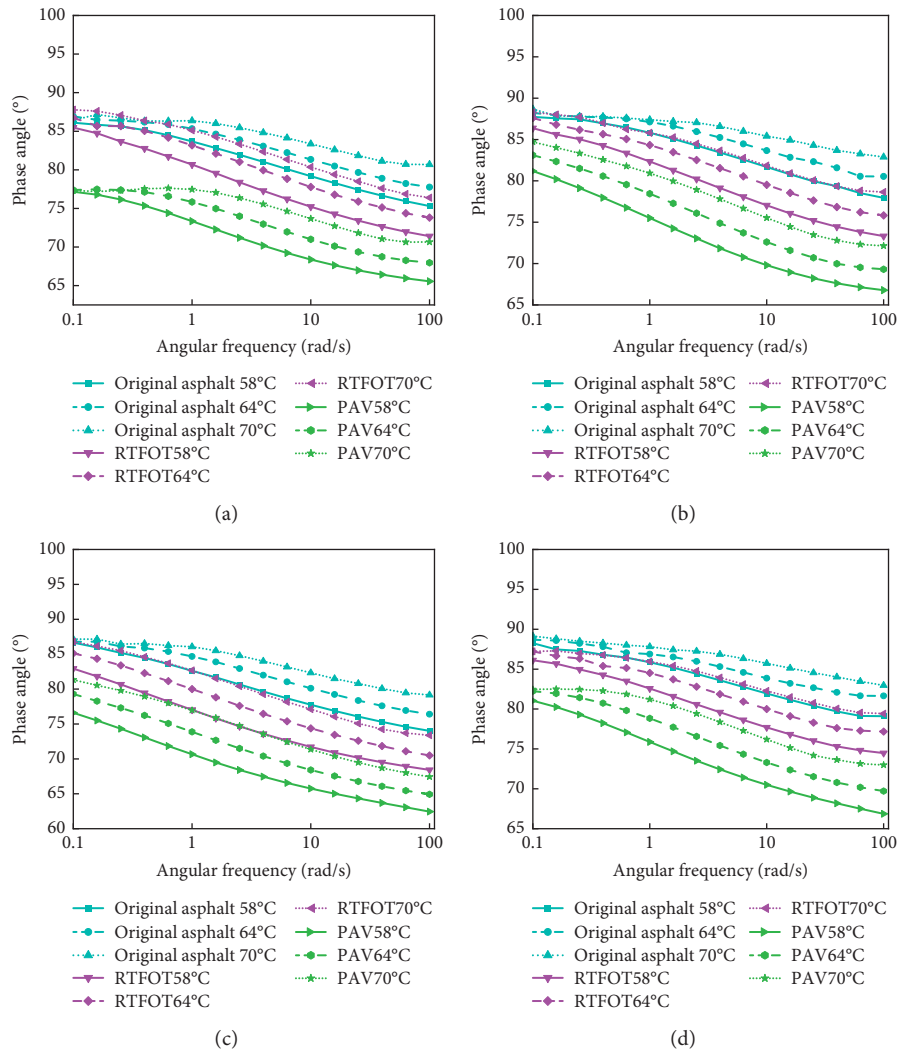 100
95
90
85
80
75
70
65
Phase angle (°)
0.1 1 10 100
Angular frequency (rad/s)
Original asphalt 58°C
Original asphalt 64°C
Original asphalt 70°C
RTFOT58°C
RTFOT64°C
RTFOT70°C
PAV58°C
PAV64°C
PAV70°C
(a)
100
95
90
85
80
75
70
65
Phase angle (°)
0.1 1 10 100
Angular frequency (rad/s)
Original asphalt 58°C
Original asphalt 64°C
Original asphalt 70°C
RTFOT58°C
RTFOT64°C
RTFOT70°C
PAV58°C
PAV64°C
PAV70°C
(b)
100
95
90
85
80
75
70
65
60
Phase angle (°)
0.1 1 10 100
Angular frequency (rad/s)
Original asphalt 58°C
Original asphalt 64°C
Original asphalt 70°C
RTFOT58°C
RTFOT64°C
RTFOT70°C
PAV58°C
PAV64°C
PAV70°C
(c)
100
95
90
85
80
75
70
65
Phase angle (°)
0.1 1 10 100
Angular frequency (rad/s)
Original asphalt 58°C
Original asphalt 64°C
Original asphalt 70°C
RTFOT58°C
RTFOT64°C
RTFOT70°C
PAV58°C
PAV64°C
PAV70°C
(d)